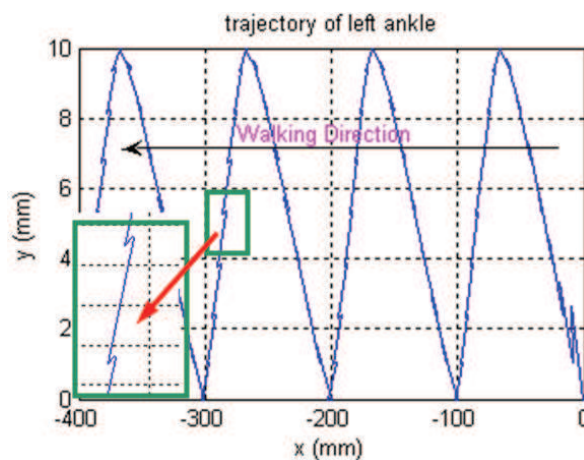 trajectory of left ankle
10
8
6
4
2
0
y (mm)
Walking Direction
-400
-300
-200
-100
0
x (mm)